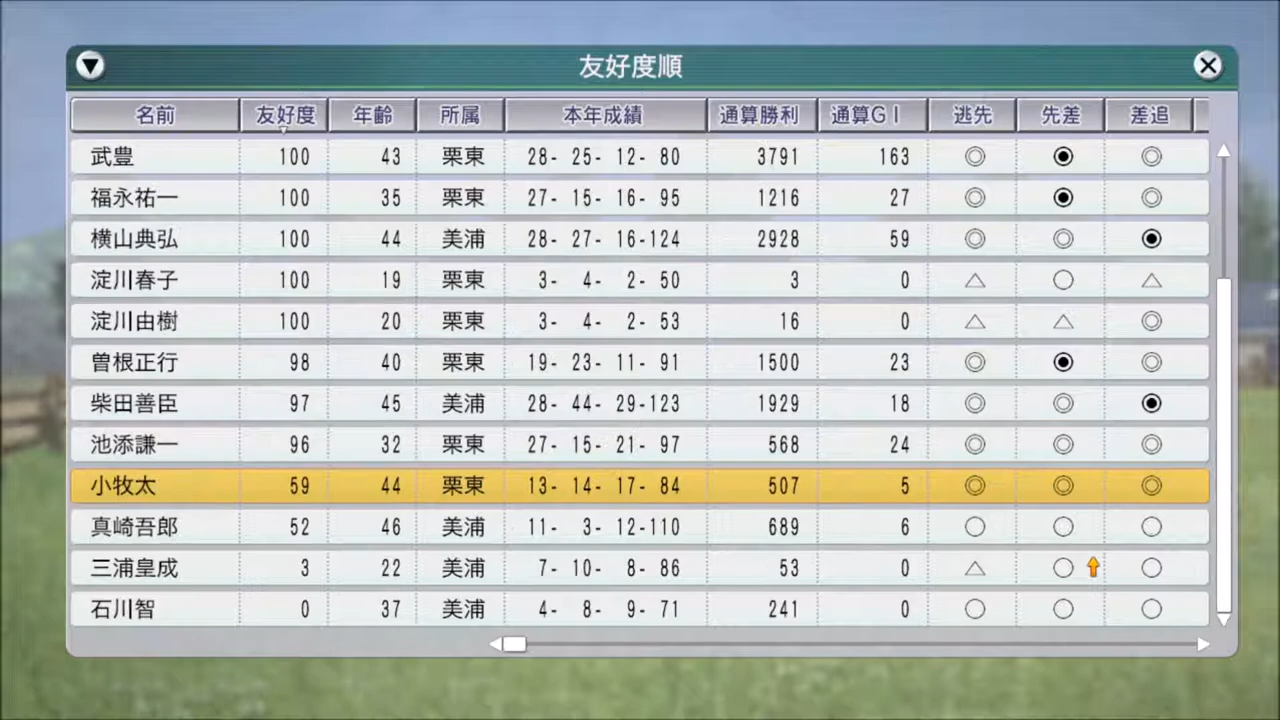 友好度順
名前 友好度 年齢 所属 本年成績 通算勝利 通算GⅠ 逃先 先差 差追
武豊 100 43 栗東 28- 25- 12- 80 3791 163 ◎ ◉ ◎
福永祐一 100 35 栗東 27- 15- 16- 95 1216 27 ◎ ◉ ◎
横山典弘 100 44 美浦 28- 27- 16-124 2928 59 ◎ ◎ ◉
淀川春子 100 19 栗東 3- 4- 2- 50 3 0 △ ○ △
淀川由樹 100 20 栗東 3- 4- 2- 53 16 0 △ △ ◎
曽根正行 98 40 栗東 19- 23- 11- 91 1500 23 ◎ ◉ ◎
柴田善臣 97 45 美浦 28- 44- 29-123 1929 18 ◎ ◎ ◉
池添謙一 96 32 栗東 27- 15- 21- 97 568 24 ◎ ◎ ◎
小牧太 59 44 栗東 13- 14- 17- 84 507 5 ◎ ◎ ◎
真崎吾郎 52 46 美浦 11- 3- 12-110 689 6 ○ ○ ○
三浦皇成 3 22 美浦 7- 10- 8- 86 53 0 △ ○ ○
石川智 0 37 美浦 4- 8- 9- 71 241 0 ○ ○ ○